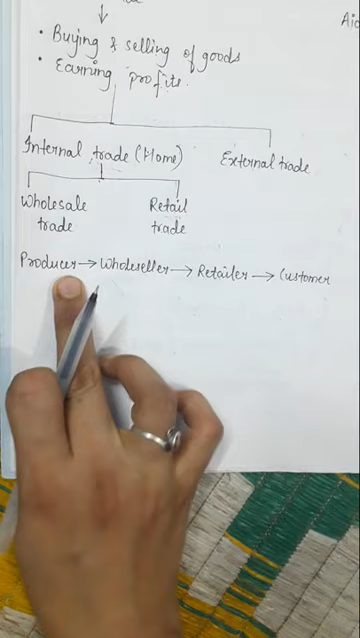 Aid
• Buying & selling of goods
• Earning profits.
Internal trade (Home)
External trade
Wholesale trade
Retail trade
Producer → Wholeseller → Retailer → Customer